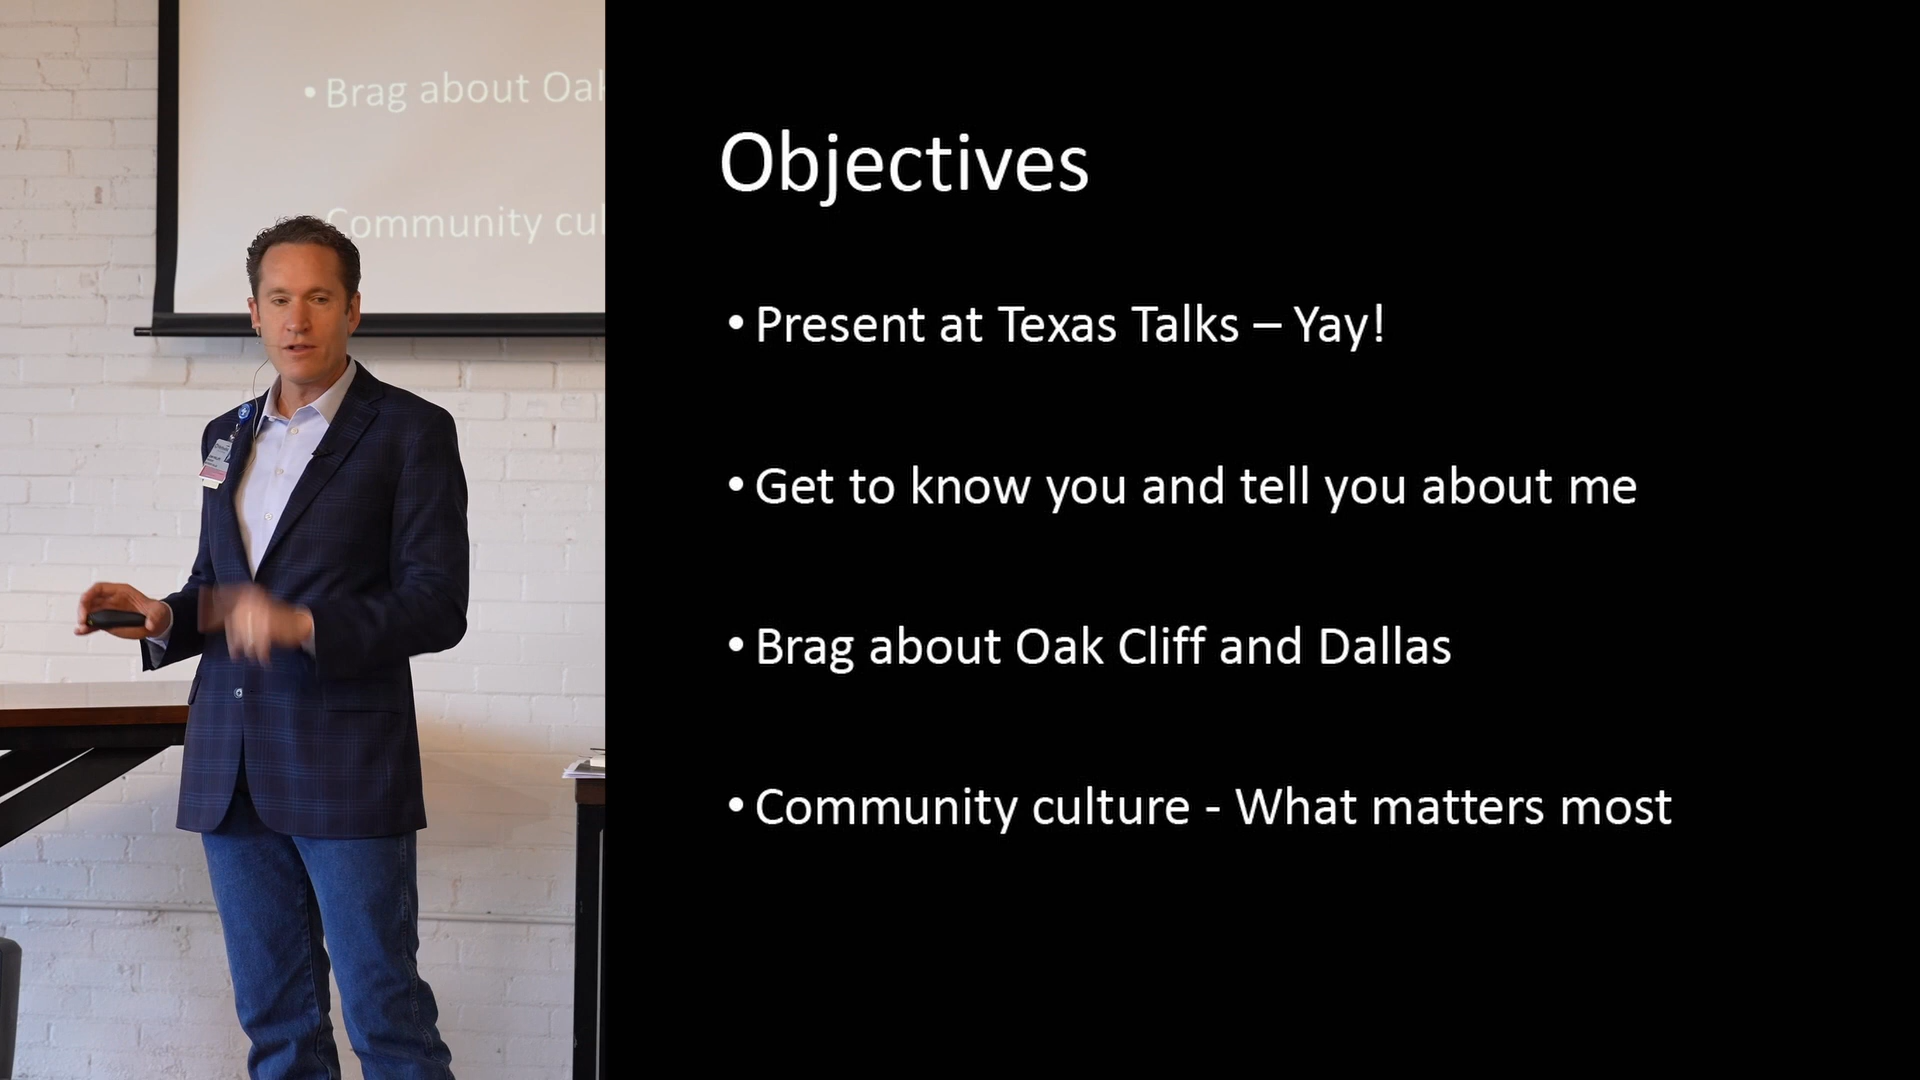 • Brag about Oak
Community cul
Objectives
• Present at Texas Talks – Yay!
• Get to know you and tell you about me
• Brag about Oak Cliff and Dallas
• Community culture - What matters most